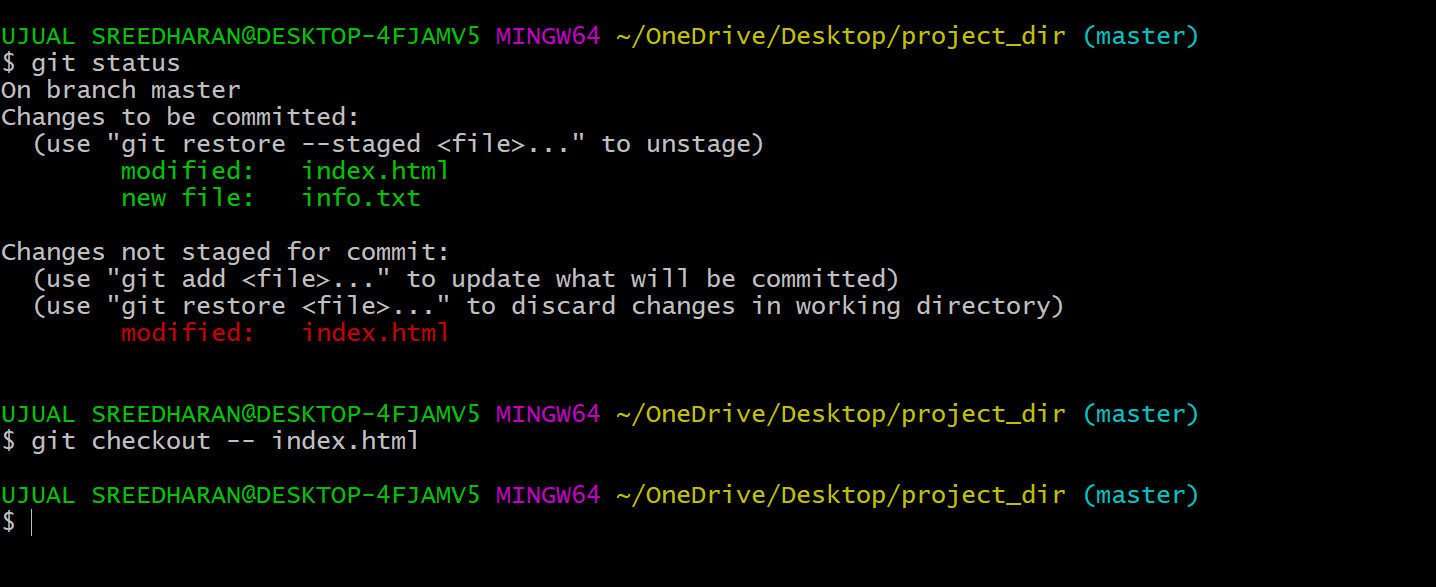 UJUAL SREEDHARAN@DESKTOP-4FJAMV5 MINGW64 ~/OneDrive/Desktop/project_dir (master)
$ git status
On branch master
Changes to be committed:
  (use "git restore --staged <file>..." to unstage)
        modified:   index.html
        new file:   info.txt

Changes not staged for commit:
  (use "git add <file>..." to update what will be committed)
  (use "git restore <file>..." to discard changes in working directory)
        modified:   index.html

UJUAL SREEDHARAN@DESKTOP-4FJAMV5 MINGW64 ~/OneDrive/Desktop/project_dir (master)
$ git checkout -- index.html

UJUAL SREEDHARAN@DESKTOP-4FJAMV5 MINGW64 ~/OneDrive/Desktop/project_dir (master)
$